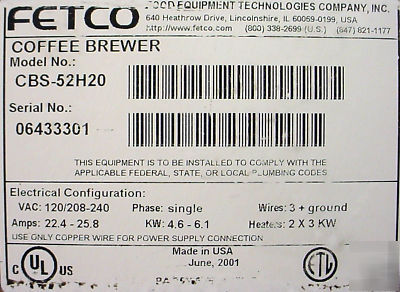 FETCO
FOOD EQUIPMENT TECHNOLOGIES COMPANY, INC.
640 Heathrow Drive, Lincolnshire, IL 60069-0199, USA
http://www.fetco.com (800) 338-2699 (U.S.) (847) 821-1177
COFFEE BREWER
Model No.:
CBS-52H20
Serial No.:
06433301
THIS EQUIPMENT IS TO BE INSTALLED TO COMPLY WITH THE
APPLICABLE FEDERAL, STATE, OR LOCAL PLUMBING CODES
Electrical Configuration:
VAC: 120/208-240 Phase: single Wires: 3 + ground
Amps: 22.4 - 25.8 KW: 4.6 - 6.1 Heaters: 2 X 3 KW
USE ONLY COPPER WIRE FOR POWER SUPPLY CONNECTION
Made in USA
June, 2001
C UL US
ETL